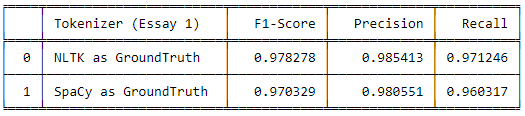 Tokenizer (Essay 1) F1-Score Precision Recall
0 NLTK as GroundTruth 0.978278 0.985413 0.971246
1 SpaCy as GroundTruth 0.970329 0.980551 0.960317